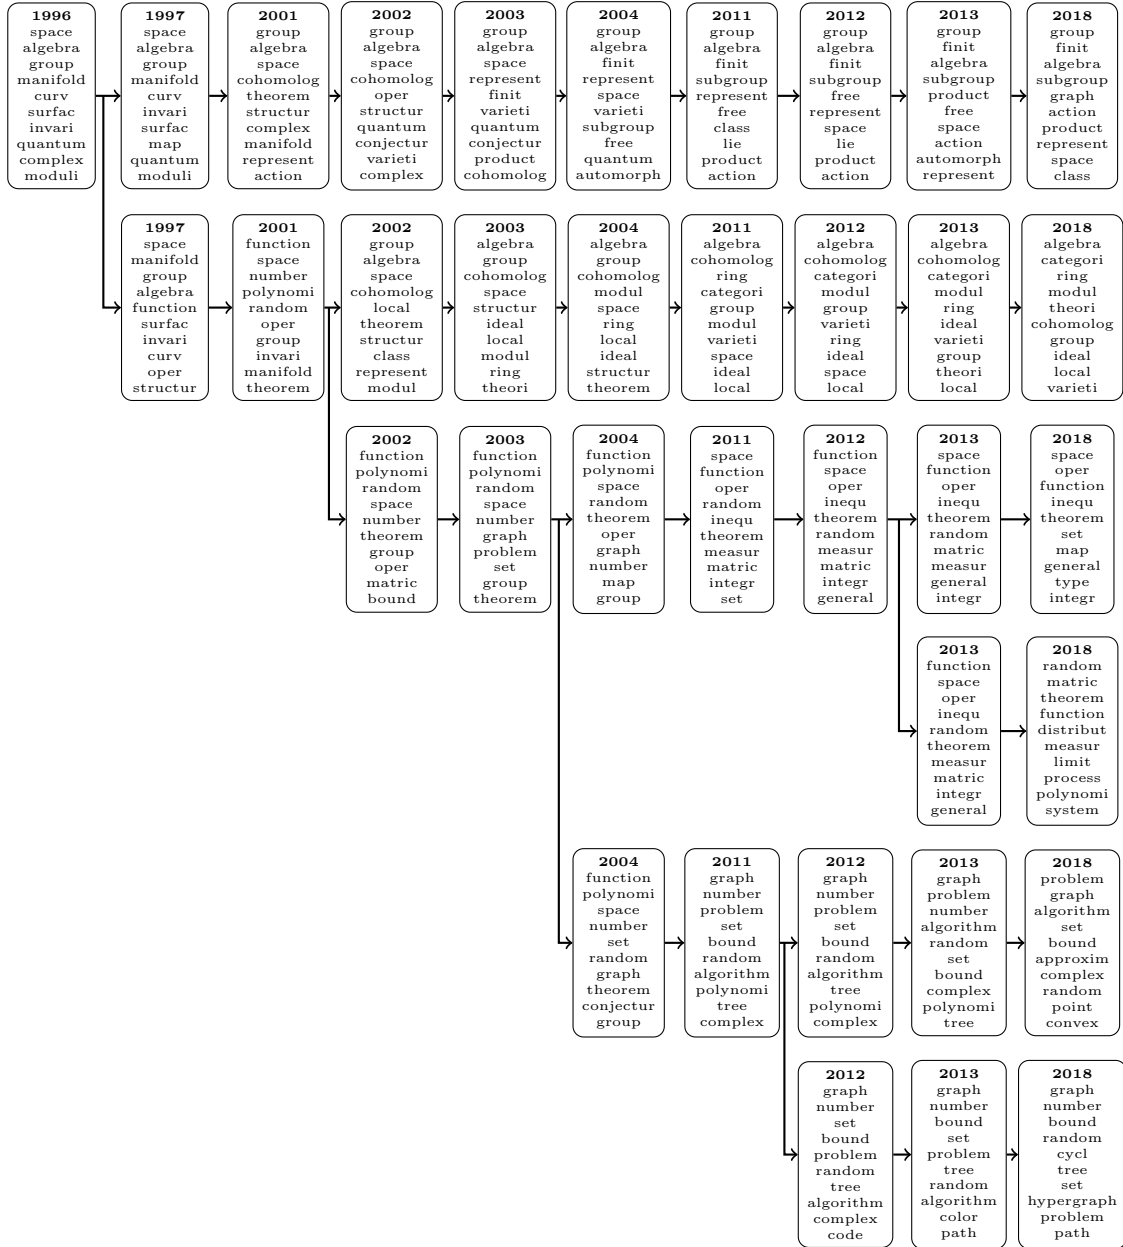 1996
space
algebra
group
manifold
curv
surfac
invari
quantum
complex
moduli
1997
space
algebra
group
manifold
curv
invari
surfac
map
quantum
moduli
2001
group
algebra
space
cohomolog
theorem
structur
complex
manifold
represent
action
2002
group
algebra
space
cohomolog
oper
structur
quantum
conjectur
varieti
complex
2003
group
algebra
space
represent
finit
varieti
quantum
conjectur
product
cohomolog
2004
group
algebra
finit
represent
space
varieti
subgroup
free
quantum
automorph
2011
group
algebra
finit
subgroup
represent
free
class
lie
product
action
2012
group
algebra
finit
subgroup
free
represent
space
lie
product
action
2013
group
finit
algebra
subgroup
product
free
space
action
automorph
represent
2018
group
finit
algebra
subgroup
graph
action
product
represent
space
class
1997
space
manifold
group
algebra
function
surfac
invari
curv
oper
structur
2001
function
space
number
polynomi
random
oper
group
invari
manifold
theorem
2002
group
algebra
space
cohomolog
local
theorem
structur
class
represent
modul
2003
algebra
group
cohomolog
space
structur
ideal
local
modul
ring
theori
2004
algebra
group
cohomolog
modul
space
ring
local
ideal
structur
theorem
2011
algebra
cohomolog
ring
categori
group
modul
varieti
space
ideal
local
2012
algebra
cohomolog
categori
modul
group
varieti
ring
ideal
space
local
2013
algebra
cohomolog
categori
modul
ring
ideal
varieti
group
theori
local
2018
algebra
categori
ring
modul
theori
cohomolog
group
ideal
local
varieti
2002
function
polynomi
random
space
number
theorem
group
oper
matric
bound
2003
function
polynomi
random
space
number
graph
problem
set
group
theorem
2004
function
polynomi
space
random
theorem
oper
graph
number
map
group
2011
space
function
oper
random
inequ
theorem
measur
matric
integr
set
2012
function
space
oper
inequ
theorem
random
measur
matric
integr
general
2013
space
function
oper
inequ
theorem
random
matric
measur
general
integr
2018
space
oper
function
inequ
theorem
set
map
general
type
integr
2013
function
space
oper
inequ
random
theorem
measur
matric
integr
general
2018
random
matric
theorem
function
distribut
measur
limit
process
polynomi
system
2004
function
polynomi
space
number
set
random
graph
theorem
conjectur
group
2011
graph
number
problem
set
bound
random
algorithm
polynomi
tree
complex
2012
graph
number
problem
set
bound
random
algorithm
tree
polynomi
complex
2013
graph
problem
number
algorithm
random
set
bound
complex
polynomi
tree
2018
problem
graph
algorithm
set
bound
approxim
complex
random
point
convex
2012
graph
number
set
bound
problem
random
tree
algorithm
complex
code
2013
graph
number
bound
set
problem
tree
random
algorithm
color
path
2018
graph
number
bound
random
cycl
tree
set
hypergraph
problem
path